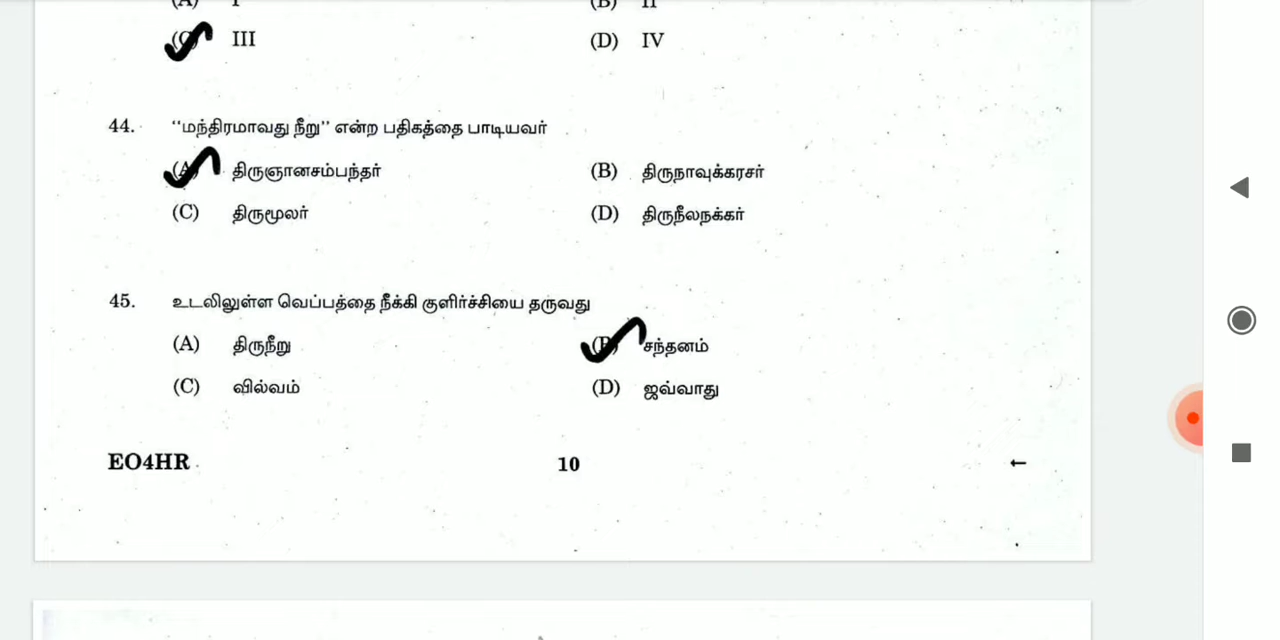 III
(D) IV
44. "மந்திரமாவது நீறு" என்ற பதிகத்தை பாடியவர்
திருஞானசம்பந்தர் (B) திருநாவுக்கரசர்
(C) திருமூலர் (D) திருநீலநக்கர்
45. உடலிலுள்ள வெப்பத்தை நீக்கி குளிர்ச்சியை தருவது
(A) திருநீறு சந்தனம்
(C) வில்வம் (D) ஜவ்வாது
EO4HR 10 ←